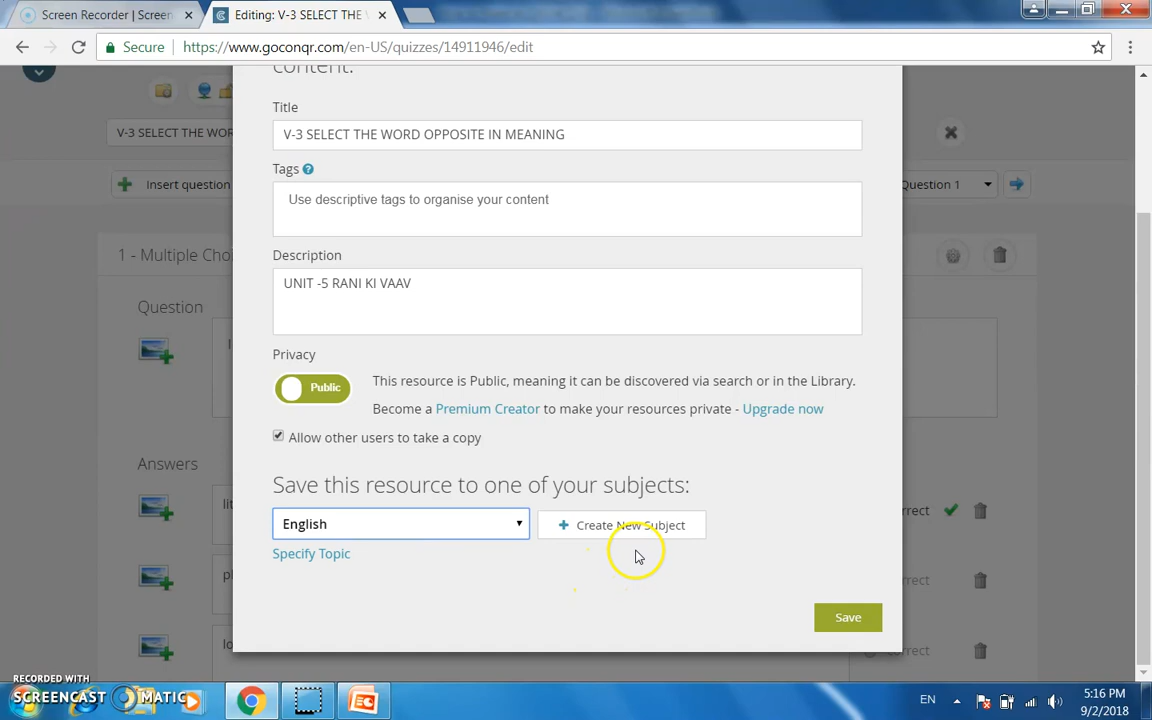 Screen Recorder | Screen
Editing: V-3 SELECT THE
Secure
https://www.goconqr.com/en-US/quizzes/14911946/edit
content:
Title
V-3 SELECT THE WOR
V-3 SELECT THE WORD OPPOSITE IN MEANING
Tags ?
Insert question
Use descriptive tags to organise your content
Question 1
1 - Multiple Choi
Description
UNIT -5 RANI KI VAAV
Question
Privacy
Public
This resource is Public, meaning it can be discovered via search or in the Library.
Become a Premium Creator to make your resources private - Upgrade now
Allow other users to take a copy
Answers
Save this resource to one of your subjects:
English
+ Create New Subject
Specify Topic
Save
RECORDED WITH
SCREENCAST MATIC
EN
5:16 PM
9/2/2018